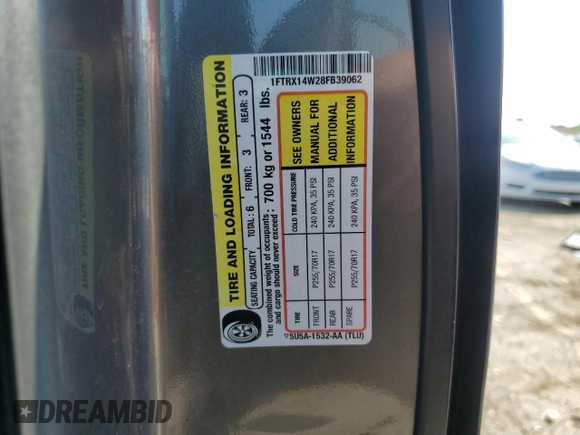 1FTRX14W28FB39062
TIRE AND LOADING INFORMATION
SEATING CAPACITY TOTAL: 6 FRONT: 3 REAR: 3
The combined weight of occupants
and cargo should never exceed: 700 kg or 1544 lbs.
TIRE SIZE COLD TIRE PRESSURE
FRONT P255/70R17 240 KPA, 35 PSI
REAR P255/70R17 240 KPA, 35 PSI
SPARE P255/70R17 240 KPA, 35 PSI
SEE OWNERS
MANUAL FOR
ADDITIONAL
INFORMATION
5U5A-1532-AA (TLU)
DREAMBID